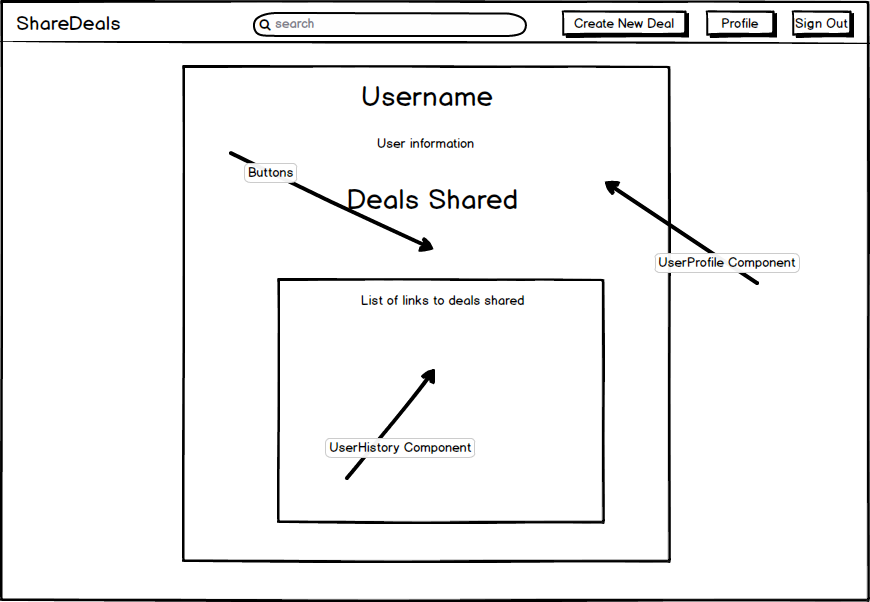 ShareDeals
search
Create New Deal
Profile
Sign Out
Username
User information
Buttons
Deals Shared
UserProfile Component
List of links to deals shared
UserHistory Component